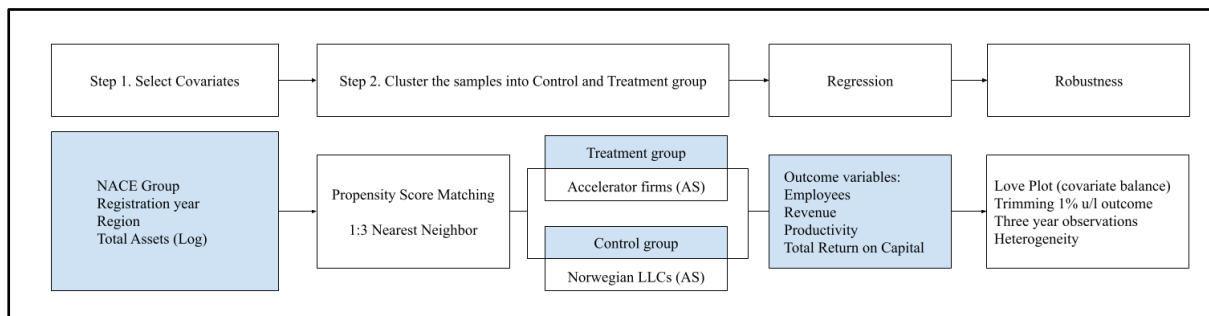 Step 1. Select Covariates
Step 2. Cluster the samples into Control and Treatment group
Regression
Robustness
NACE Group
Registration year
Region
Total Assets (Log)
Propensity Score Matching
1:3 Nearest Neighbor
Treatment group
Accelerator firms (AS)
Control group
Norwegian LLCs (AS)
Outcome variables:
Employees
Revenue
Productivity
Total Return on Capital
Love Plot (covariate balance)
Trimming 1% u/l outcome
Three year observations
Heterogeneity